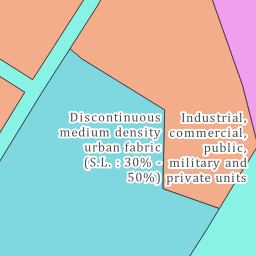 Discontinuous
medium density
urban fabric
(S.L. : 30% -
50%)
Industrial,
commercial,
public,
military and
private units